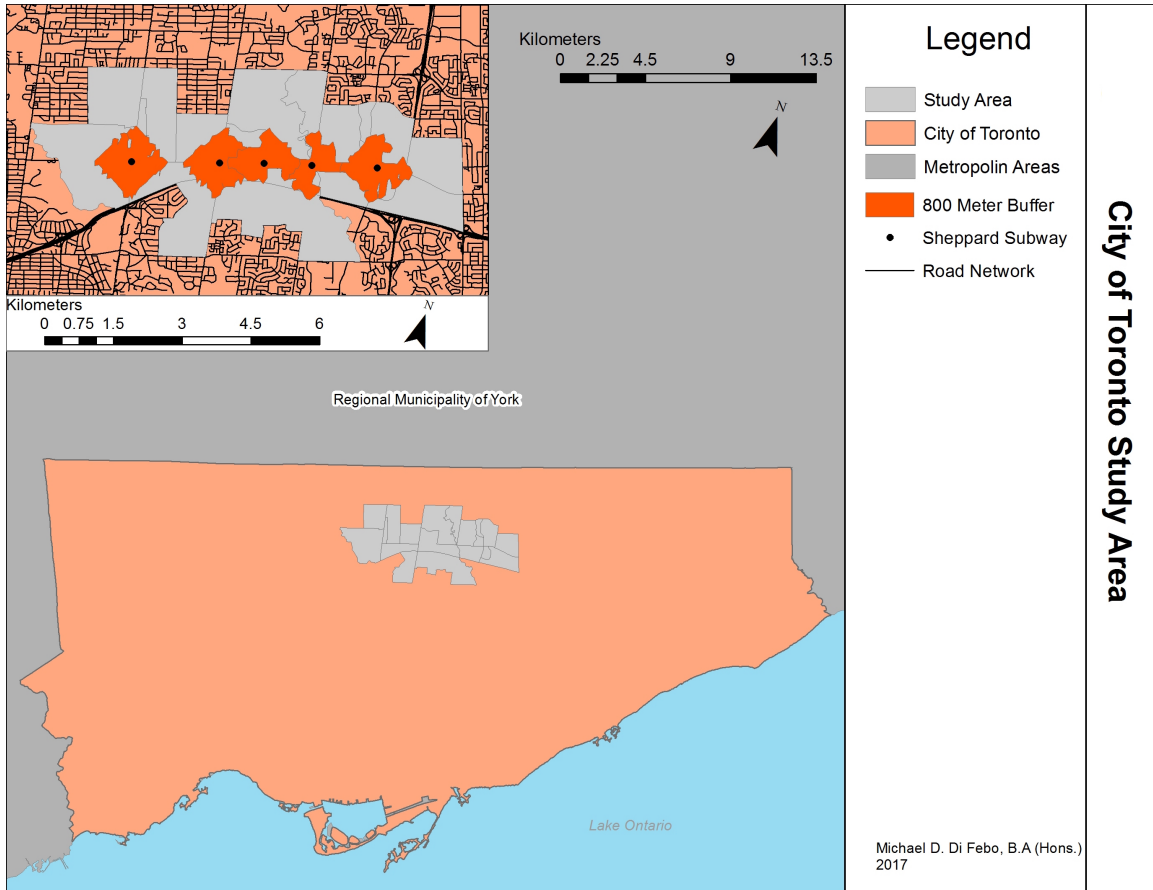 Kilometers
0 2.25 4.5 9 13.5
N
Kilometers
0 0.75 1.5 3 4.5 6
N
Regional Municipality of York
Lake Ontario
Legend
Study Area
City of Toronto
Metropolin Areas
800 Meter Buffer
Sheppard Subway
Road Network
Michael D. Di Febo, B.A (Hons.)
2017
City of Toronto Study Area